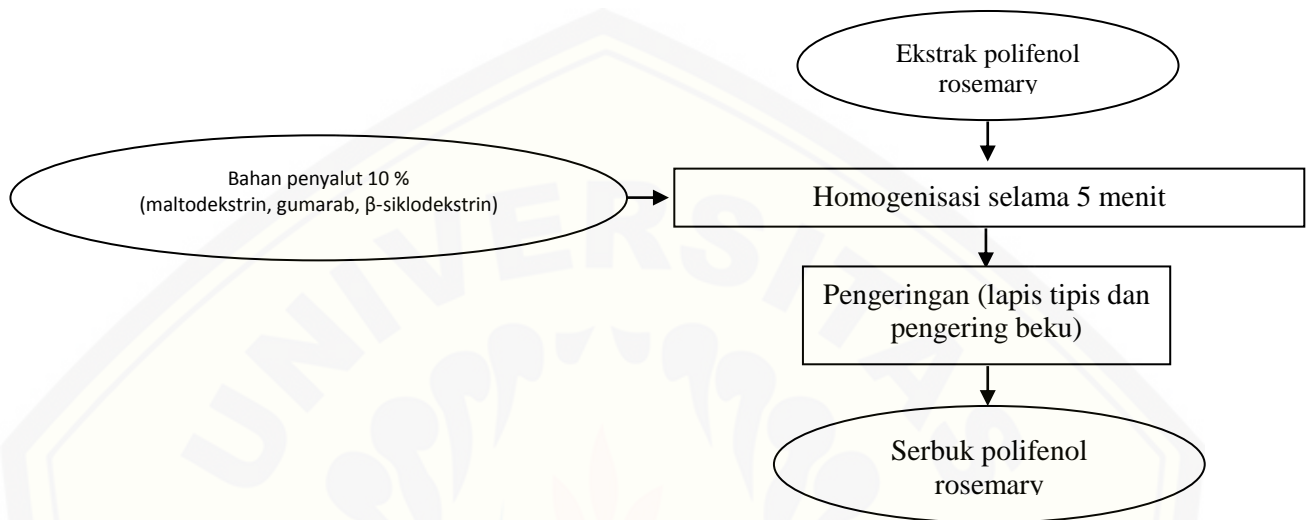 Ekstrak polifenol
rosemary
Bahan penyalut 10 %
(maltodekstrin, gumarab, β-siklodekstrin)
Homogenisasi selama 5 menit
Pengeringan (lapis tipis dan
pengering beku)
Serbuk polifenol
rosemary
UNIVERSITAS